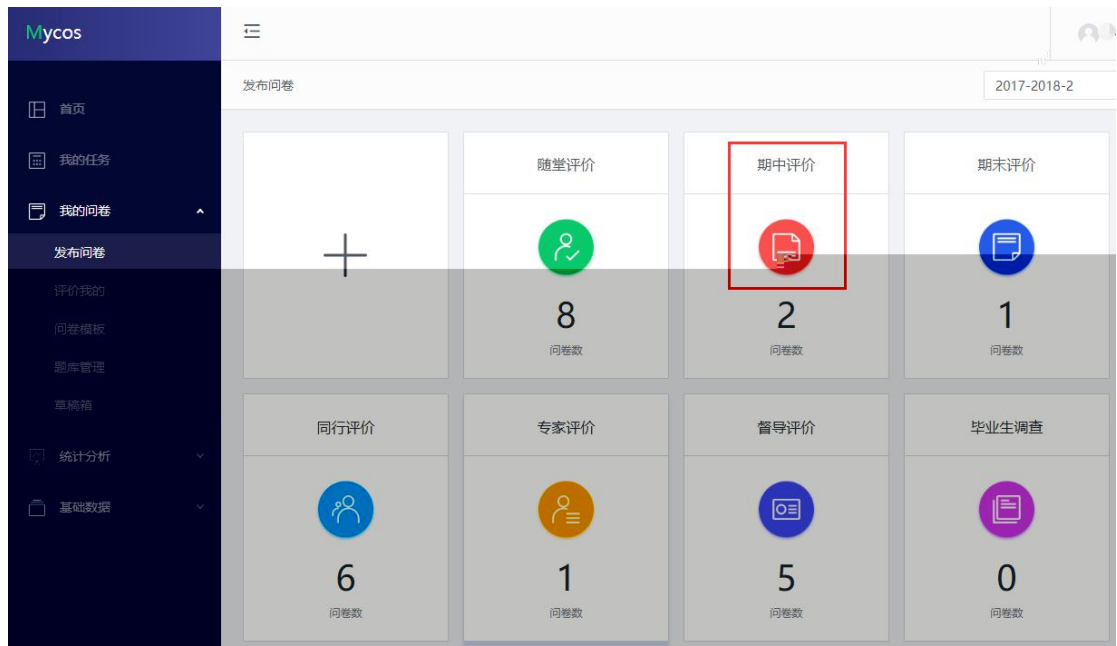 Mycos
发布问卷
2017-2018-2
首页
我的任务
我的问卷
发布问卷
评价我的
问卷模板
题库管理
草稿箱
统计分析
基础数据
随堂评价
8
问卷数
期中评价
2
问卷数
期末评价
1
问卷数
同行评价
6
问卷数
专家评价
1
问卷数
督导评价
5
问卷数
毕业生调查
0
问卷数